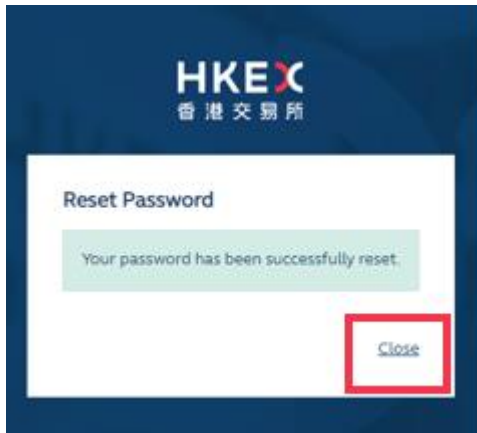 HKEX
香港交易所
Reset Password
Your password has been successfully reset.
Close